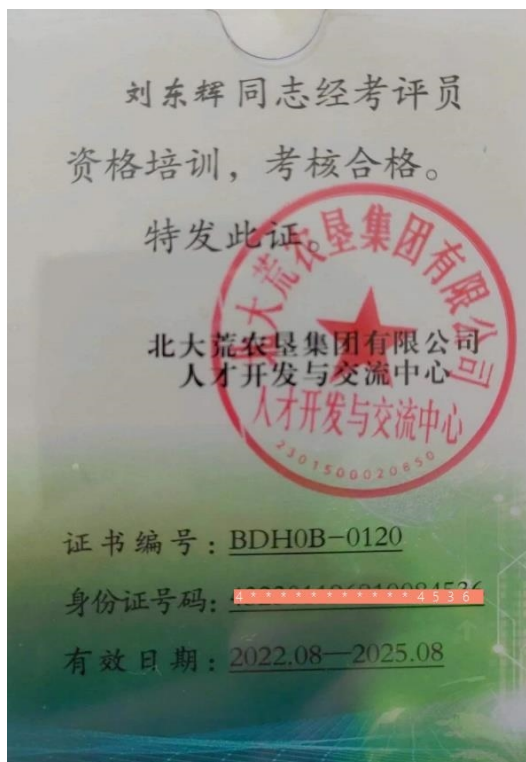 刘东辉同志经考评员
资格培训，考核合格。
特发此证。
北大荒农垦集团有限公司
人才开发与交流中心
北大荒农垦集团有限公司
人才开发与交流中心
2301500020850
证书编号：BDH0B-0120
身份证号码：4************4536
有效日期：2022.08—2025.08